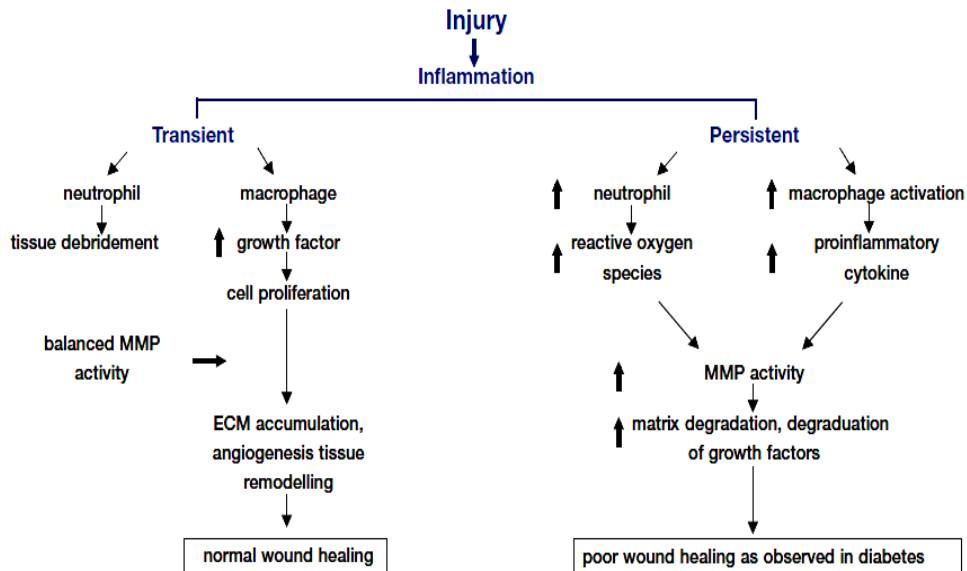 Injury
Inflammation
Transient
Persistent
neutrophil
macrophage
neutrophil
macrophage activation
tissue debridement
growth factor
reactive oxygen
species
proinflammatory
cytokine
cell proliferation
balanced MMP
activity
MMP activity
ECM accumulation,
angiogenesis tissue
remodelling
matrix degradation, degraduation
of growth factors
normal wound healing
poor wound healing as observed in diabetes